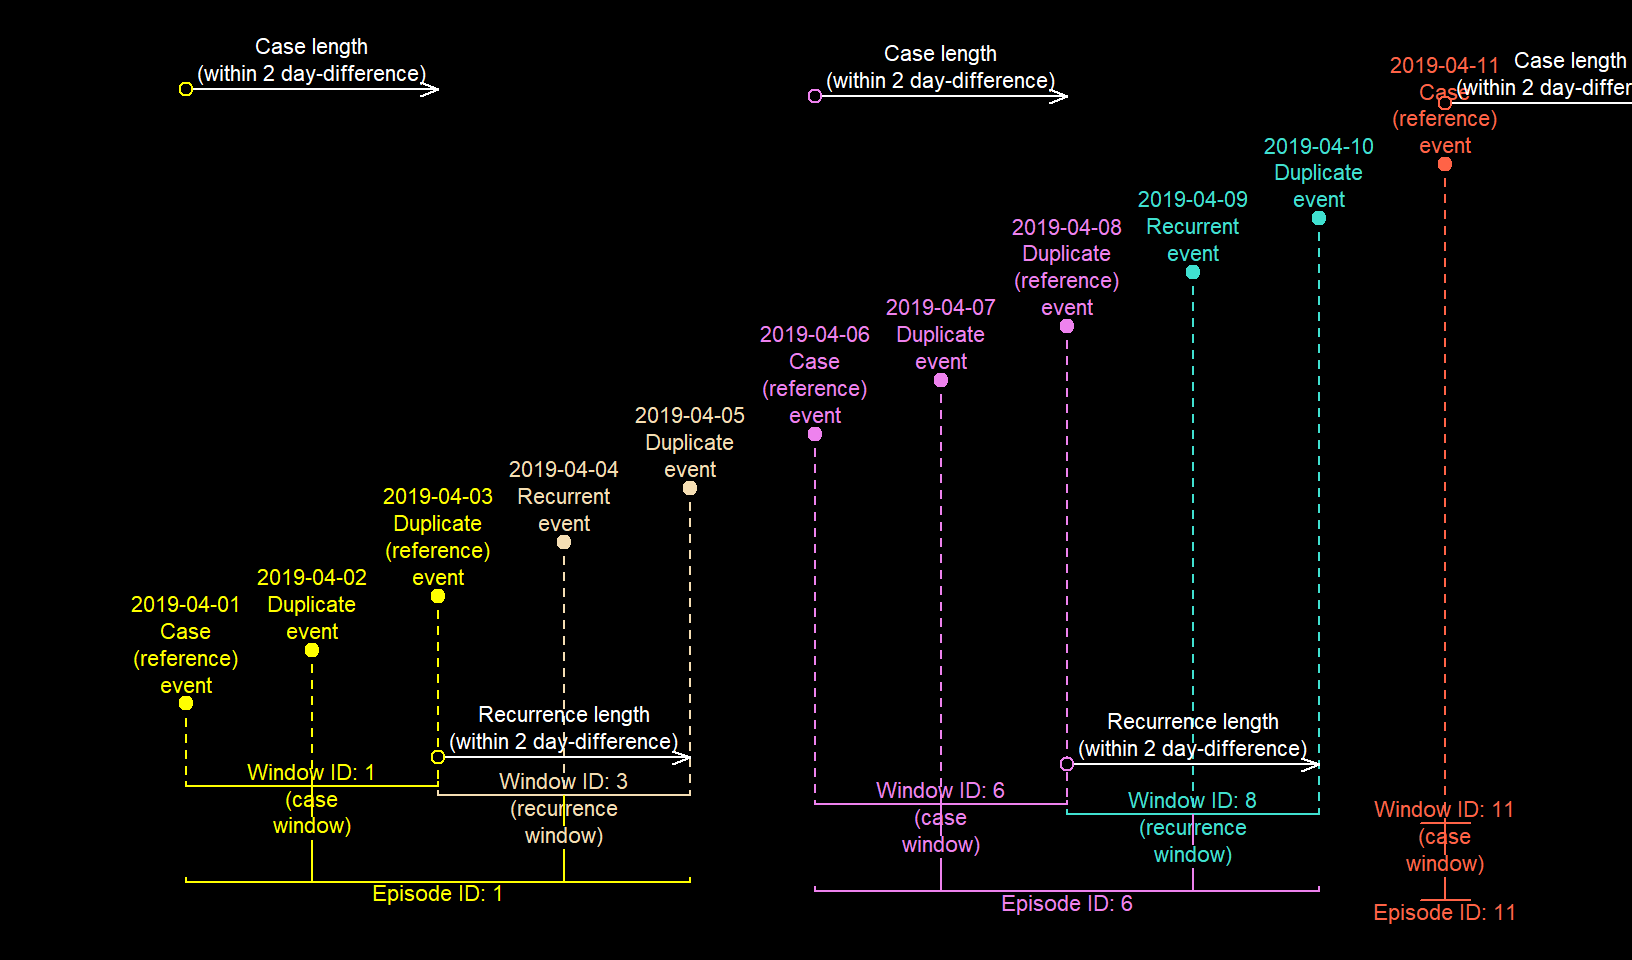 Case length
(within 2 day-difference)
Case length
(within 2 day-difference)
2019-04-11
Case
(reference)
event
Case length
(within 2 day-differ
2019-04-10
Duplicate
event
2019-04-09
Recurrent
event
2019-04-08
Duplicate
(reference)
event
2019-04-07
Duplicate
event
2019-04-06
Case
(reference)
event
2019-04-05
Duplicate
event
2019-04-04
Recurrent
event
2019-04-03
Duplicate
(reference)
event
2019-04-02
Duplicate
event
2019-04-01
Case
(reference)
event
Recurrence length
(within 2 day-difference)
Recurrence length
(within 2 day-difference)
Window ID: 1
(case
window)
Window ID: 3
(recurrence
window)
Window ID: 6
(case
window)
Window ID: 8
(recurrence
window)
Window ID: 11
(case
window)
Episode ID: 1
Episode ID: 6
Episode ID: 11